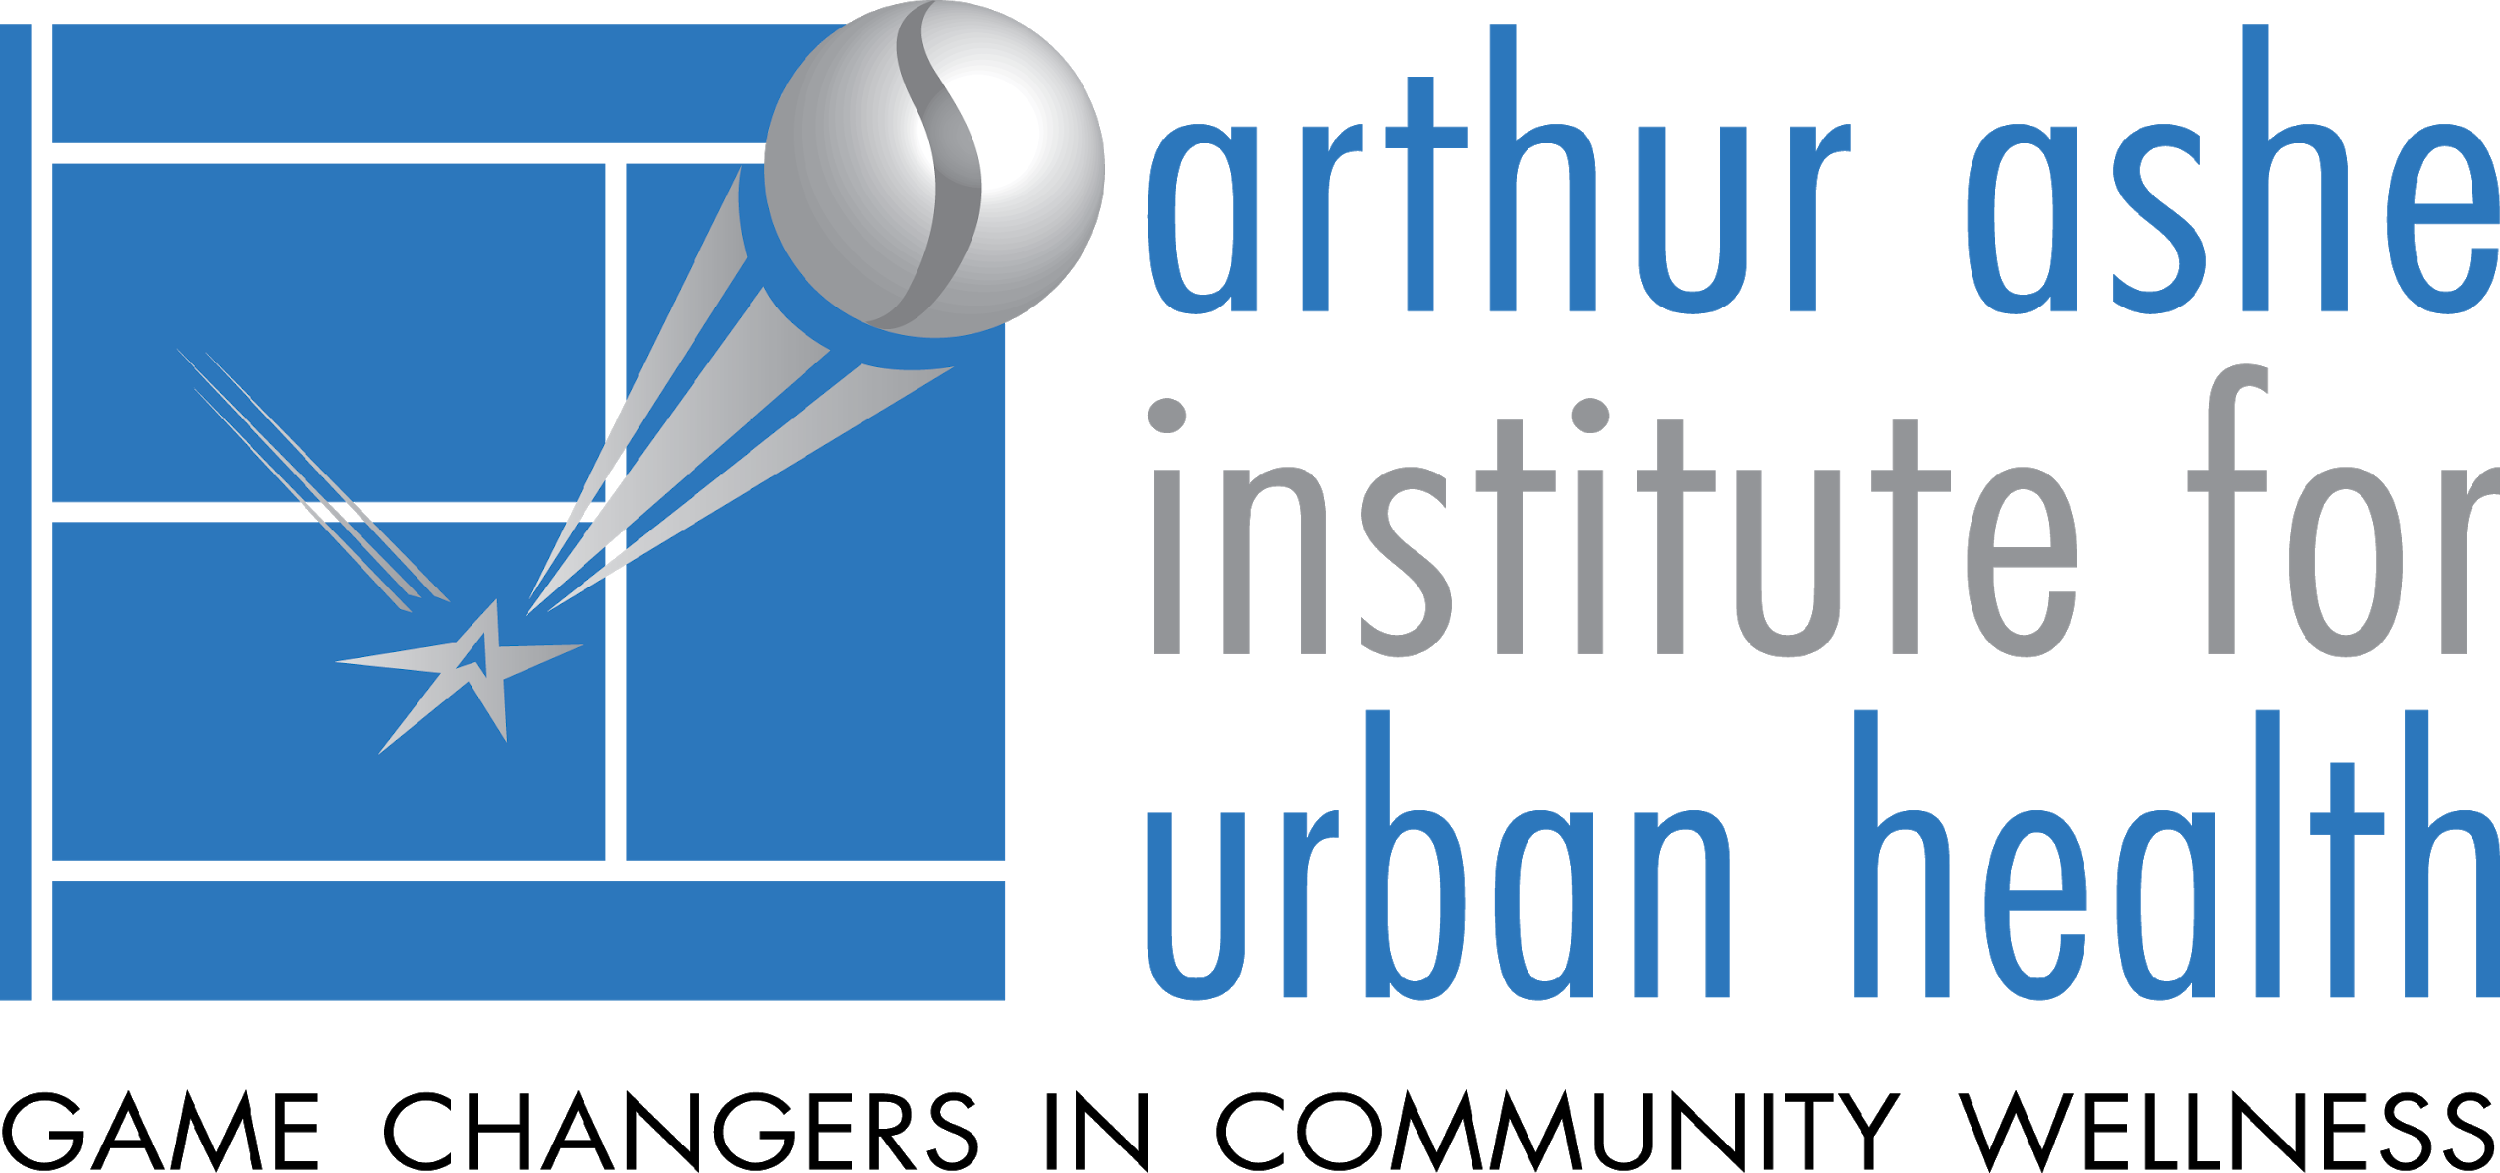 arthur ashe
institute for
urban health
GAME CHANGERS IN COMMUNITY WELLNESS